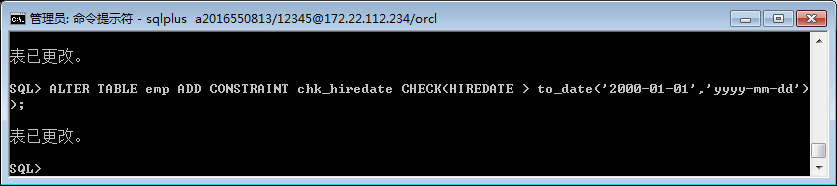 管理员: 命令提示符 - sqlplus  a2016550813/12345@172.22.112.234/orcl
表已更改。
SQL> ALTER TABLE emp ADD CONSTRAINT chk_hiredate CHECK(HIREDATE > to_date('2000-01-01','yyyy-mm-dd')
);
表已更改。
SQL>